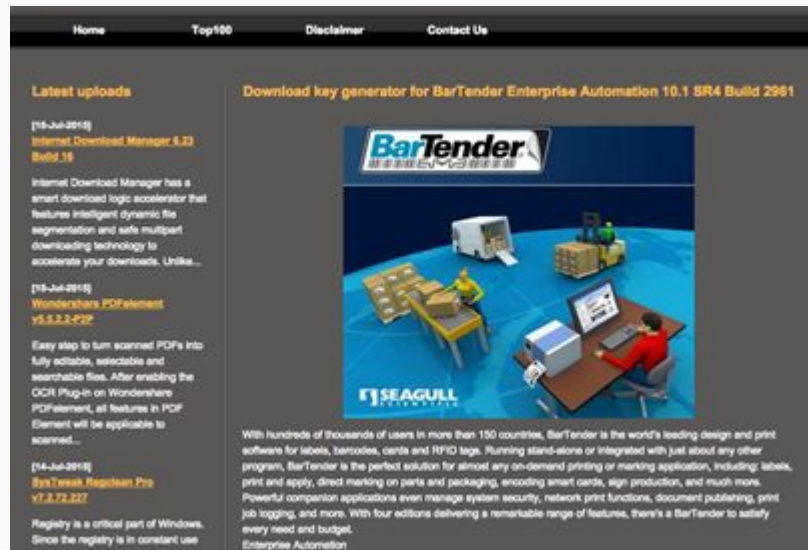 Home Top100 Disclaimer Contact Us
Latest uploads
[15-Jul-2015]
Internet Download Manager 6.23
Build 16
Internet Download Manager has a
smart download logic accelerator that
features intelligent dynamic file
segmentation and safe multipart
downloading technology to
accelerate your downloads. Unlike...
[15-Jul-2015]
Wondershare PDFelement
v5.5.2.2-P2P
Easy step to turn scanned PDFs into
fully editable, selectable and
searchable files. After enabling the
OCR Plug-in on Wondershare
PDFelement, all features in PDF
Element will be applicable to
scanned...
[14-Jul-2015]
SysTweak Regclean Pro
v7.2.72.227
Registry is a critical part of Windows.
Since the registry is in constant use
Download key generator for BarTender Enterprise Automation 10.1 SR4 Build 2961
BarTender
SEAGULL
SCIENTIFIC
With hundreds of thousands of users in more than 150 countries, BarTender is the world's leading design and print
software for labels, barcodes, cards and RFID tags. Running stand-alone or integrated with just about any other
program, BarTender is the perfect solution for almost any on-demand printing or marking application, including: labels,
print and apply, direct marking on parts and packaging, encoding smart cards, sign production, and much more.
Powerful companion applications even manage system security, network print functions, document publishing, print
job logging, and more. With four editions delivering a remarkable range of features, there's a BarTender to satisfy
every need and budget.
Enterprise Automation